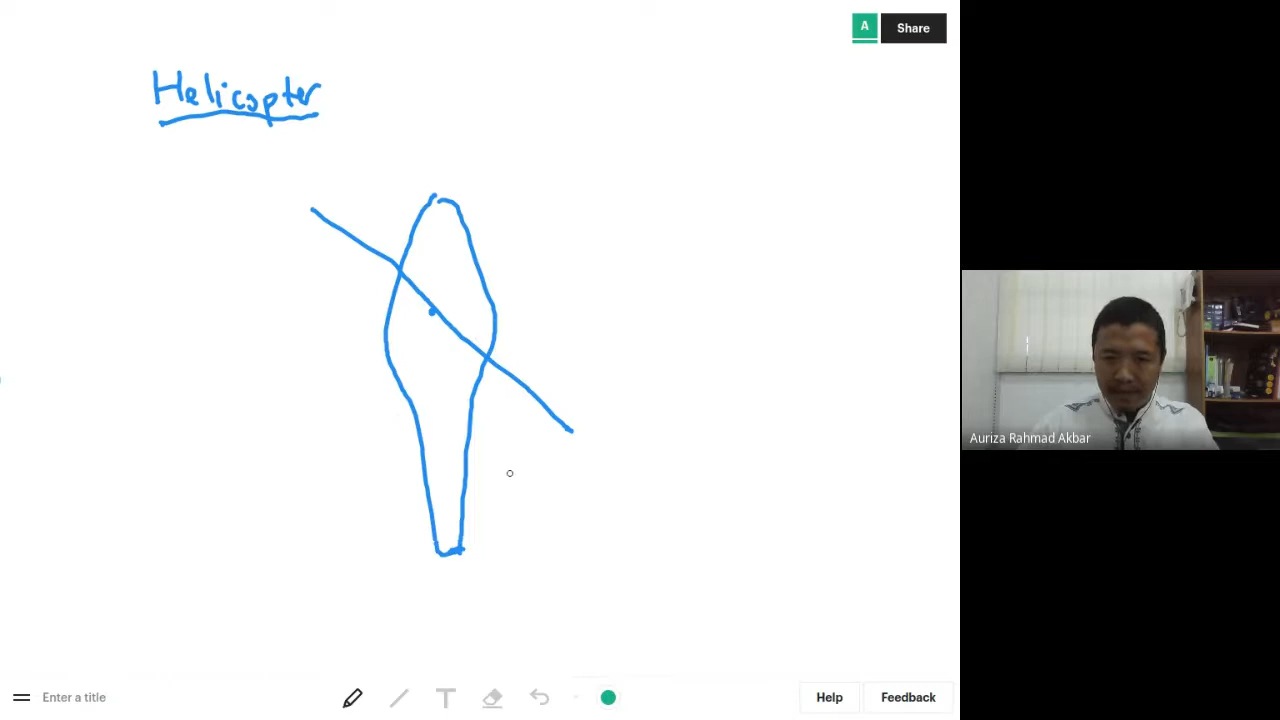 A
Share
Helicopter
Auriza Rahmad Akbar
Enter a title
T
Help
Feedback